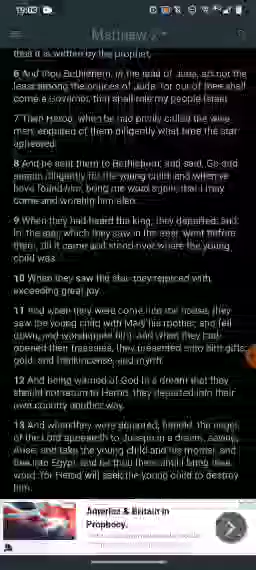 19:03
Matthew 2
that it is written by the prophet,
6 And thou Bethlehem, in the land of Juda, art not the
least among the princes of Juda: for out of thee shall
come a Governor, that shall rule my people Israel.
7 Then Herod, when he had privily called the wise
men, enquired of them diligently what time the star
appeared.
8 And he sent them to Bethlehem, and said, Go and
search diligently for the young child; and when ye
have found him, bring me word again, that I may
come and worship him also.
9 When they had heard the king, they departed; and,
lo, the star, which they saw in the east, went before
them, till it came and stood over where the young
child was.
10 When they saw the star, they rejoiced with
exceeding great joy.
11 And when they were come into the house, they
saw the young child with Mary his mother, and fell
down, and worshipped him: and when they had
opened their treasures, they presented unto him gifts;
gold, and frankincense, and myrrh.
12 And being warned of God in a dream that they
should not return to Herod, they departed into their
own country another way.
13 And when they were departed, behold, the angel
of the Lord appeareth to Joseph in a dream, saying,
Arise, and take the young child and his mother, and
flee into Egypt, and be thou there until I bring thee
word: for Herod will seek the young child to destroy
him.
America & Britain in
Prophecy.